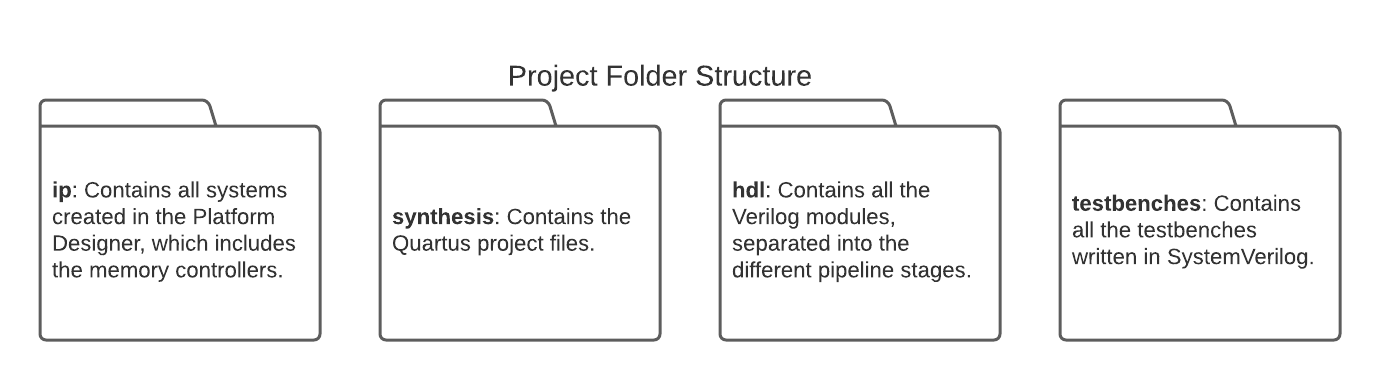 Project Folder Structure
ip: Contains all systems
created in the Platform
Designer, which includes
the memory controllers.
synthesis: Contains the
Quartus project files.
hdl: Contains all the
Verilog modules,
separated into the
different pipeline stages.
testbenches: Contains
all the testbenches
written in SystemVerilog.